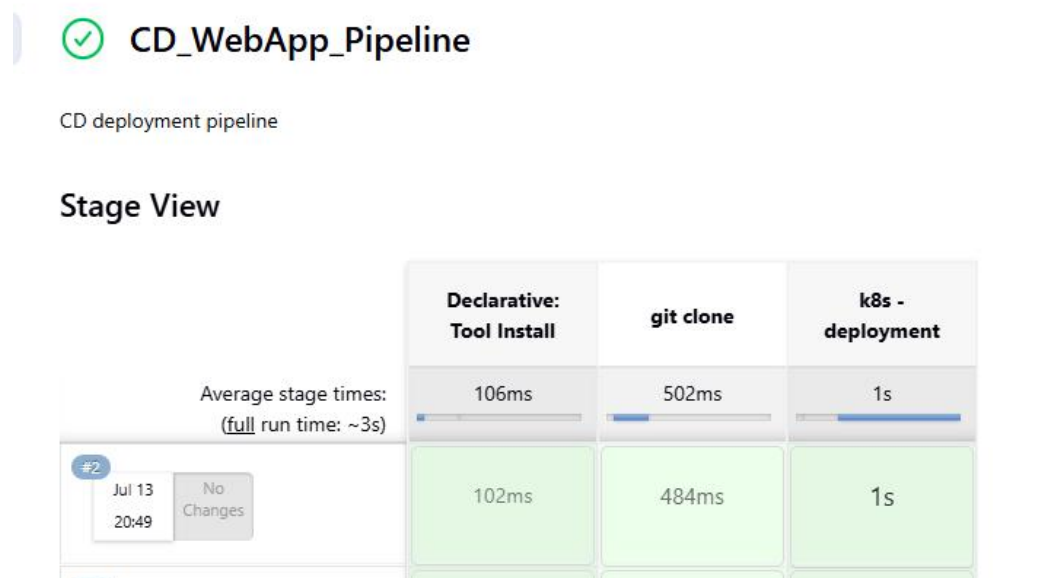 CD_WebApp_Pipeline
CD deployment pipeline
Stage View
Declarative:
Tool Install
git clone
k8s -
deployment
Average stage times:
(full run time: ~3s)
106ms
502ms
1s
#2
Jul 13
20:49
No
Changes
102ms
484ms
1s